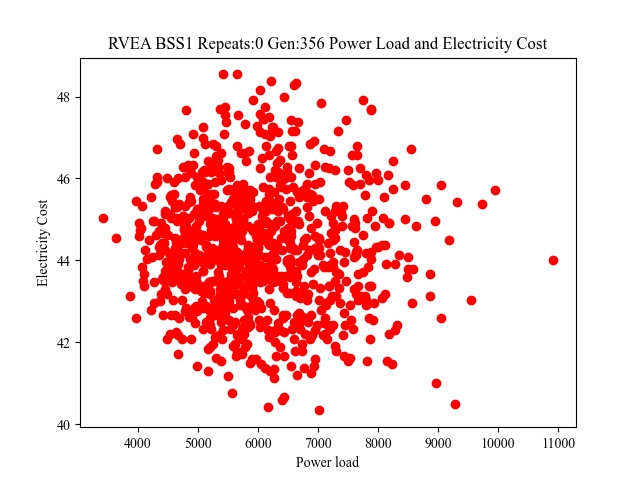 RVEA BSS1 Repeats:0 Gen:356 Power Load and Electricity Cost
48
46
44
42
40
Electricity Cost
4000 5000 6000 7000 8000 9000 10000 11000
Power load